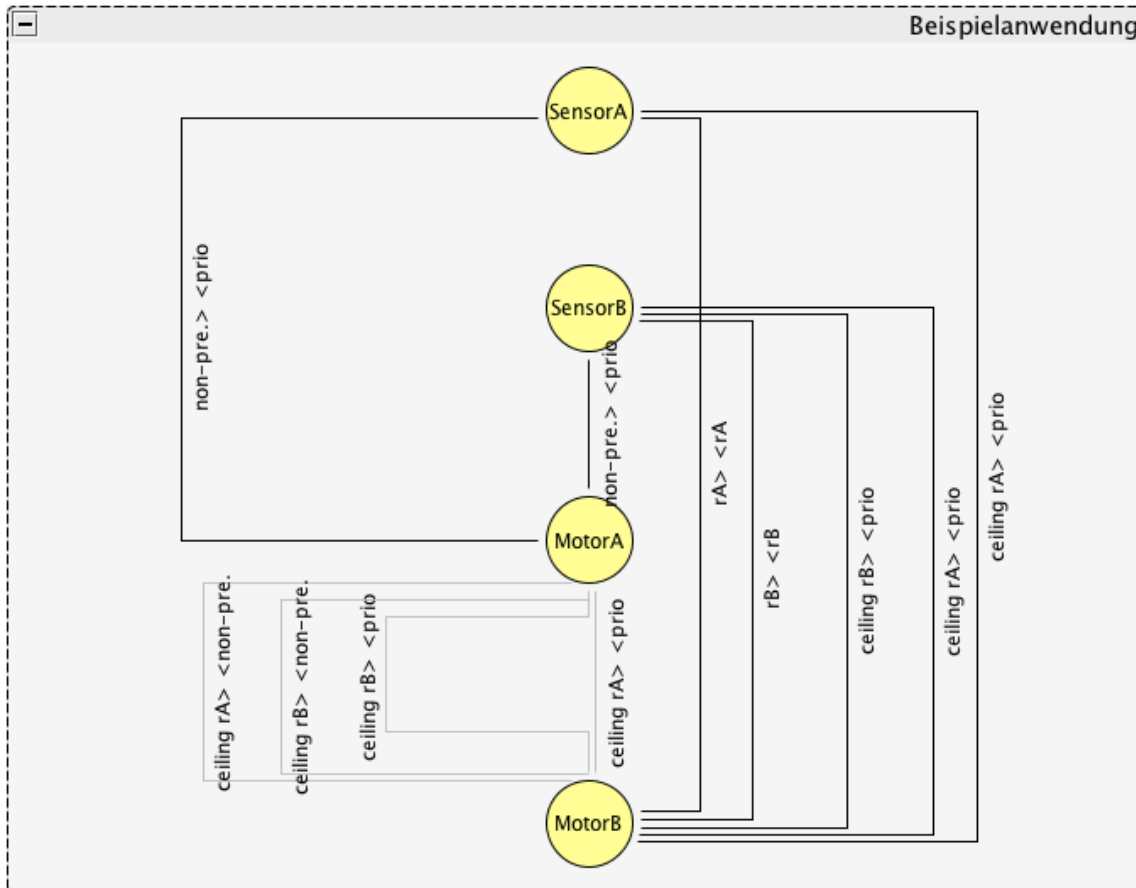 Beispielanwendung
SensorA
non-pre.> <prio
SensorB
non-pre.> <prio
rA> <rA
ceiling rA> <prio
rB> <rB
ceiling rB> <prio
ceiling rA> <prio
MotorA
ceiling rA> <non-pre.
ceiling rB> <non-pre.
ceiling rB> <prio
ceiling rA> <prio
MotorB